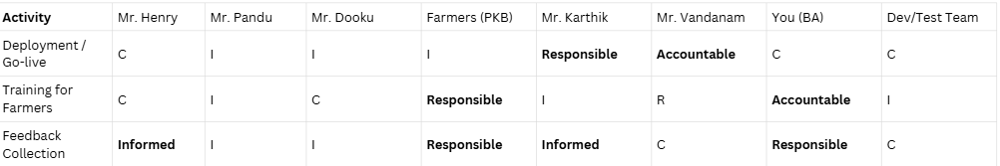 Activity Mr. Henry Mr. Pandu Mr. Dooku Farmers (PKB) Mr. Karthik Mr. Vandanam You (BA) Dev/Test Team
Deployment /
Go-live C I I I Responsible Accountable C C
Training for
Farmers C I C Responsible I R Accountable I
Feedback
Collection Informed I I Responsible Informed C Responsible C